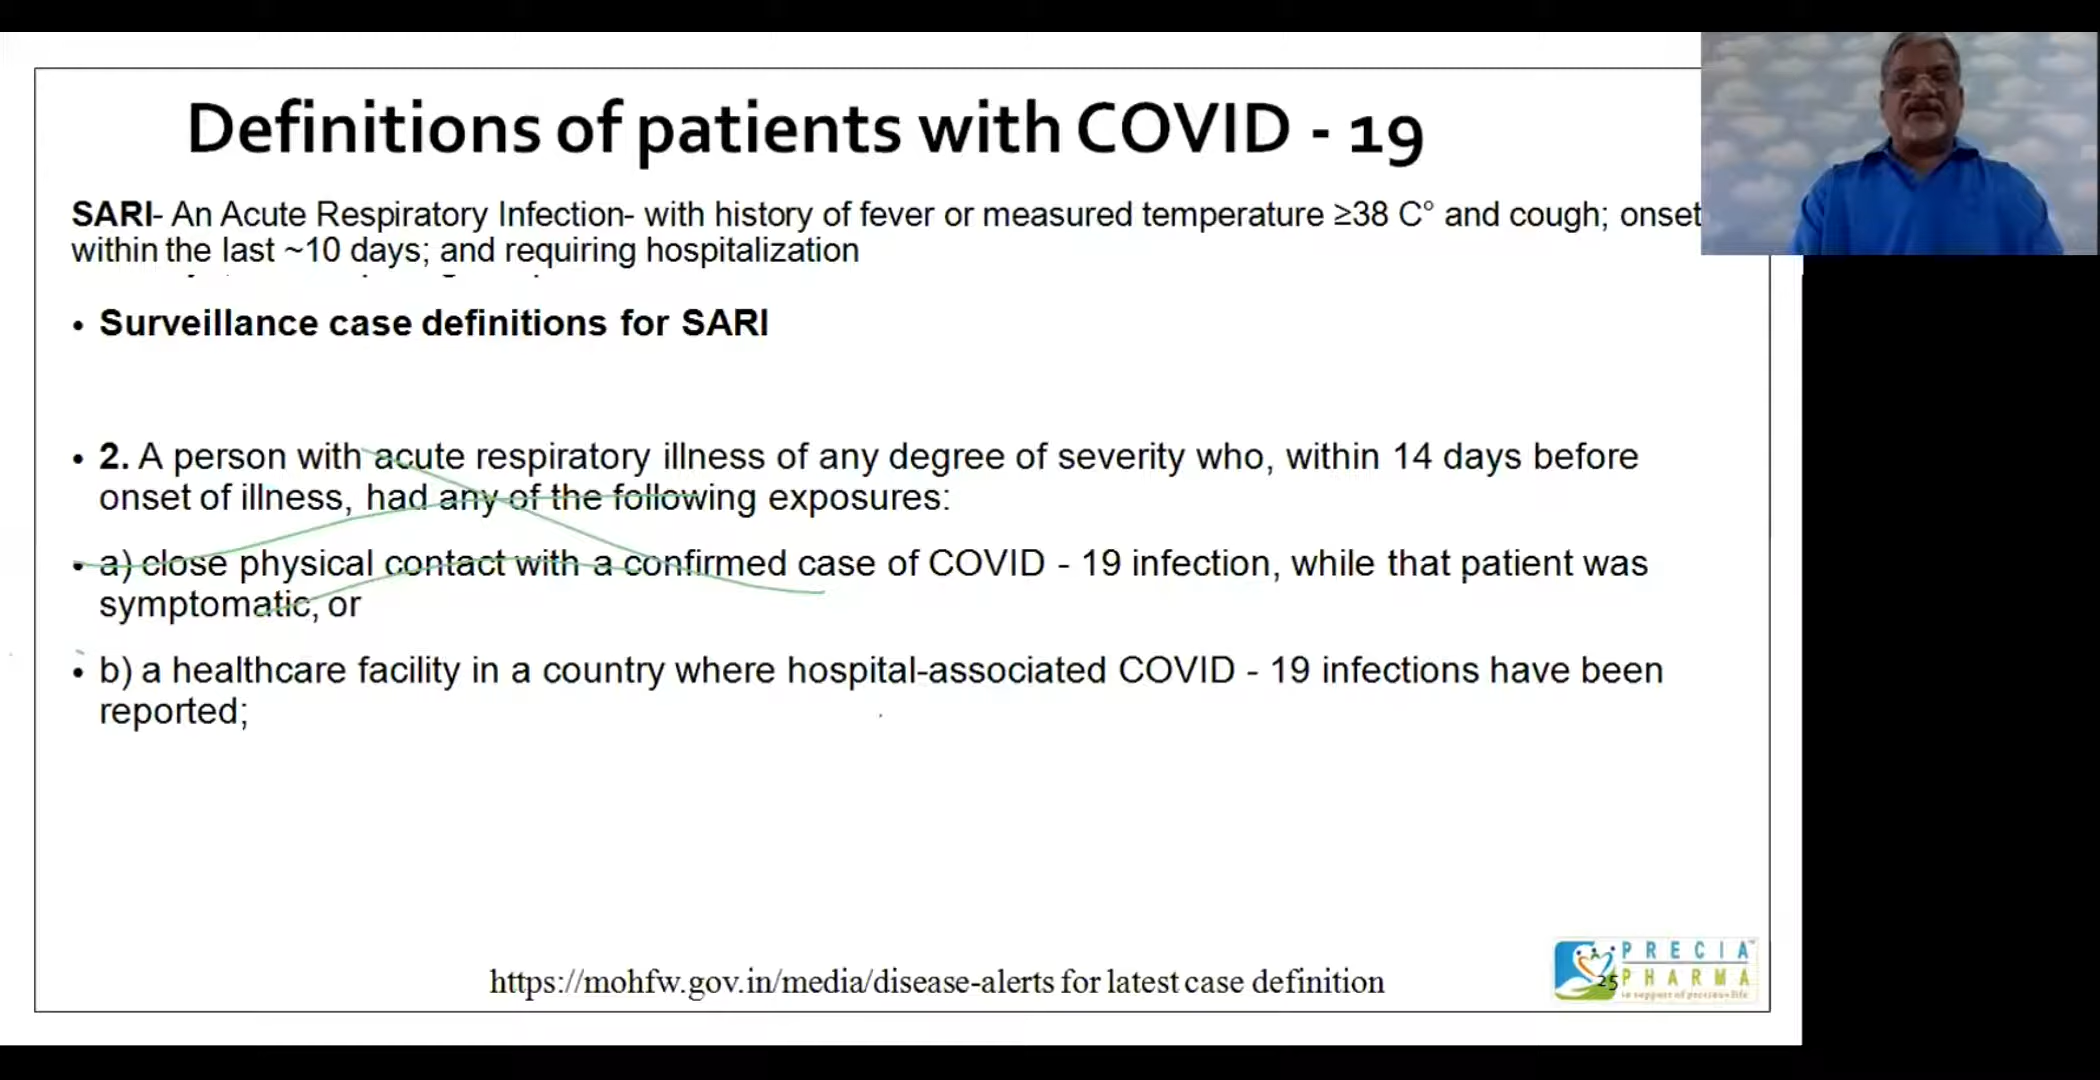 Definitions of patients with COVID - 19
SARI- An Acute Respiratory Infection- with history of fever or measured temperature ≥38 C° and cough; onset
within the last ~10 days; and requiring hospitalization
• Surveillance case definitions for SARI
• 2. A person with acute respiratory illness of any degree of severity who, within 14 days before
onset of illness, had any of the following exposures:
• a) close physical contact with a confirmed case of COVID - 19 infection, while that patient was
symptomatic, or
• b) a healthcare facility in a country where hospital-associated COVID - 19 infections have been
reported;
https://mohfw.gov.in/media/disease-alerts for latest case definition
PRECIA
25
PHARMA
in support of precious life